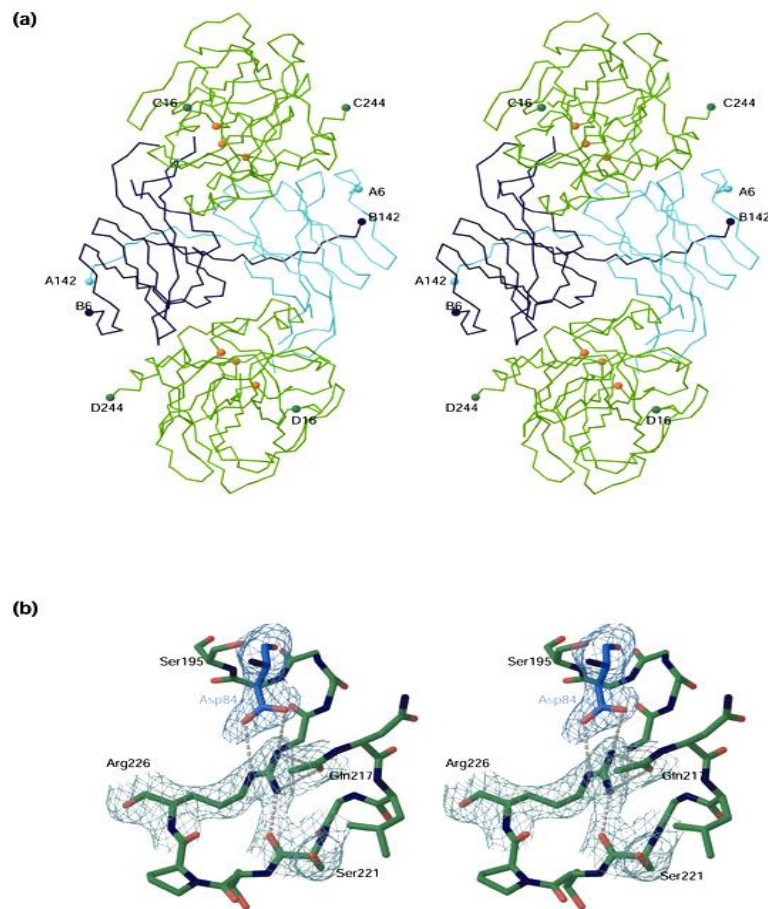 (a)
C16 C244 C16 C244
A6 A6
B142 B142
A142 A142
B6 B6
D244 D16 D244 D16
(b)
Ser195 Ser195
Asp84 Asp84
Arg226 Gln217 Arg226 Gln217
Ser221 Ser221